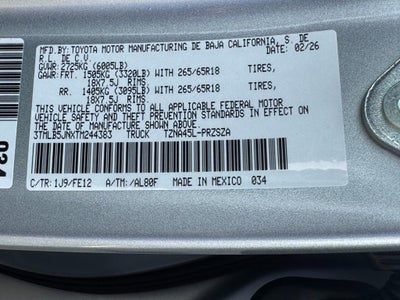 MFD.BY: TOYOTA MOTOR MANUFACTURING DE BAJA CALIFORNIA, S. DE
R L. DE C.V. 02/26
GVWR: 2725KG (6005LB)
GAWR: FRT. 1505KG (3320LB) WITH 265/65R18 TIRES,
18X7.5J RIMS
RR. 1405KG (3095LB) WITH 265/65R18 TIRES,
18X7.5J RIMS
THIS VEHICLE CONFORMS TO ALL APPLICABLE FEDERAL MOTOR
VEHICLE SAFETY AND THEFT PREVENTION STANDARDS IN EFFECT ON
THE DATE OF MANUFACTURE SHOWN ABOVE
3TMLB5JNXTM244383 TRUCK TZNA45L-PRZSZA
C/TR: 1J9/FE12 A/TM: /AL80F MADE IN MEXICO 034
034